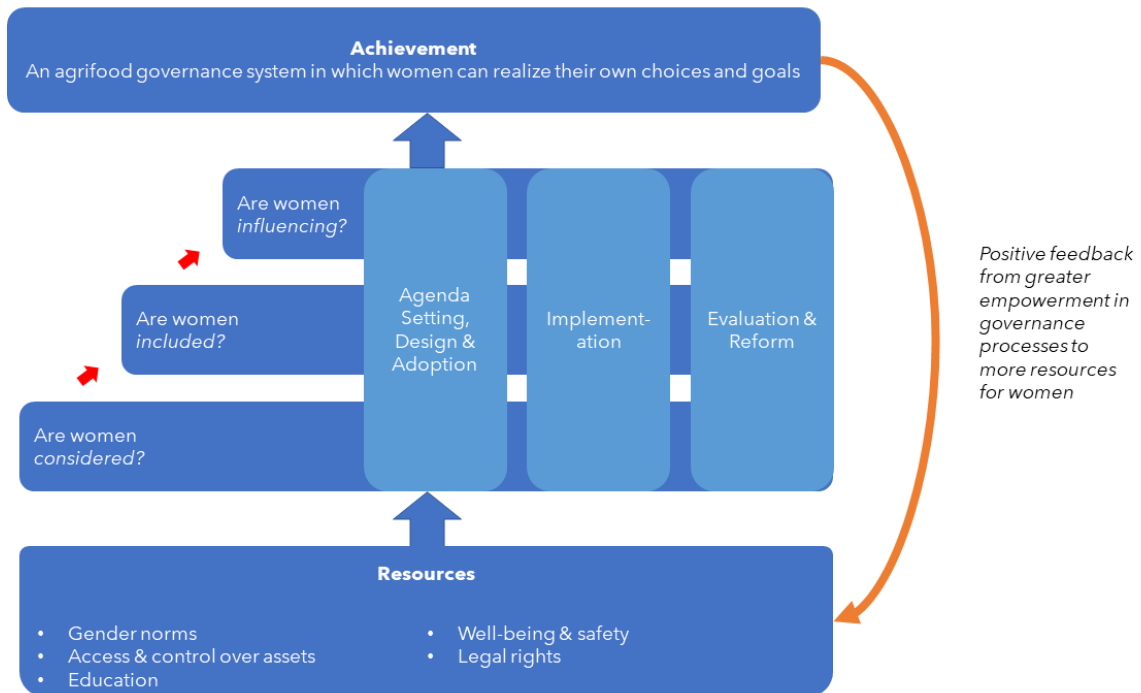 Achievement
An agrifood governance system in which women can realize their own choices and goals
Are women
influencing?
Are women
included?
Are women
considered?
Agenda
Setting,
Design &
Adoption
Implement-
ation
Evaluation &
Reform
Positive feedback
from greater
empowerment in
governance
processes to
more resources
for women
Resources
• Gender norms
• Access & control over assets
• Education
• Well-being & safety
• Legal rights